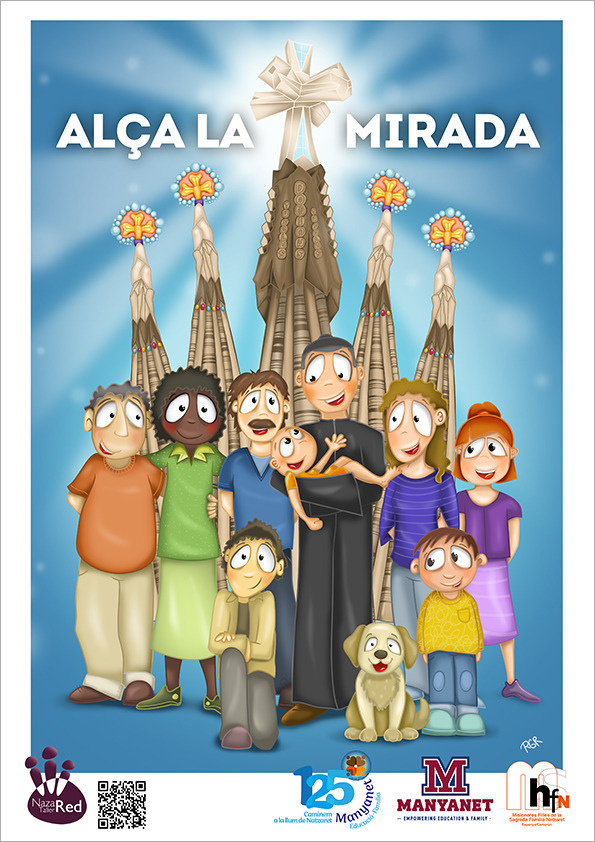 ALÇA LA MIRADA
RGR
Naza
Taller
Red
125
Caminem
a la llum de Natzaret
Manyanet
Educació i Família
M
MANYANET
- EMPOWERING EDUCATION & FAMILY -
hfN
Missioneres Filles de la
Sagrada Família Natzaret